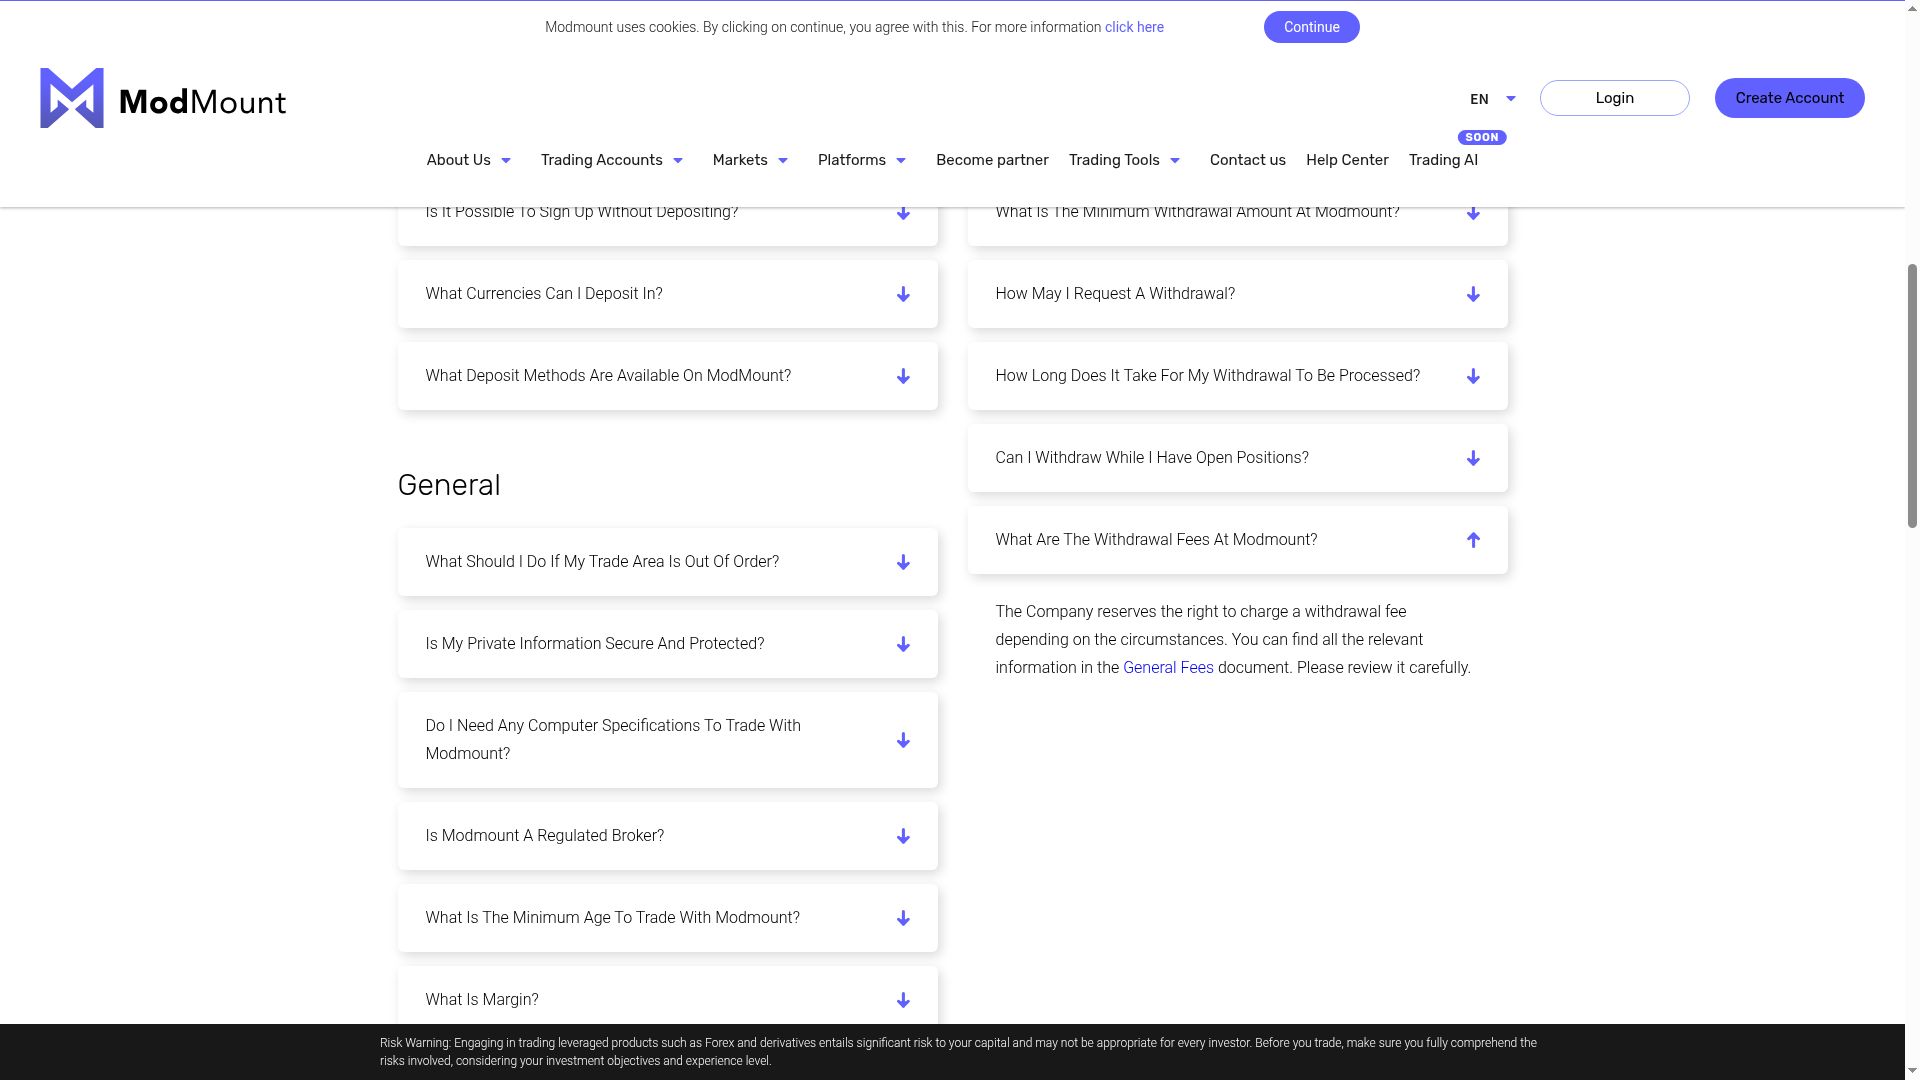 Modmount uses cookies. By clicking on continue, you agree with this. For more information click here
Continue
ModMount
EN
Login
Create Account
SOON
About Us
Trading Accounts
Markets
Platforms
Become partner
Trading Tools
Contact us
Help Center
Trading AI
Is It Possible To Sign Up Without Depositing?
What Currencies Can I Deposit In?
What Deposit Methods Are Available On ModMount?
General
What Should I Do If My Trade Area Is Out Of Order?
Is My Private Information Secure And Protected?
Do I Need Any Computer Specifications To Trade With
Modmount?
Is Modmount A Regulated Broker?
What Is The Minimum Age To Trade With Modmount?
What Is Margin?
What Is The Minimum Withdrawal Amount At Modmount?
How May I Request A Withdrawal?
How Long Does It Take For My Withdrawal To Be Processed?
Can I Withdraw While I Have Open Positions?
What Are The Withdrawal Fees At Modmount?
The Company reserves the right to charge a withdrawal fee
depending on the circumstances. You can find all the relevant
information in the General Fees document. Please review it carefully.
Risk Warning: Engaging in trading leveraged products such as Forex and derivatives entails significant risk to your capital and may not be appropriate for every investor. Before you trade, make sure you fully comprehend the
risks involved, considering your investment objectives and experience level.